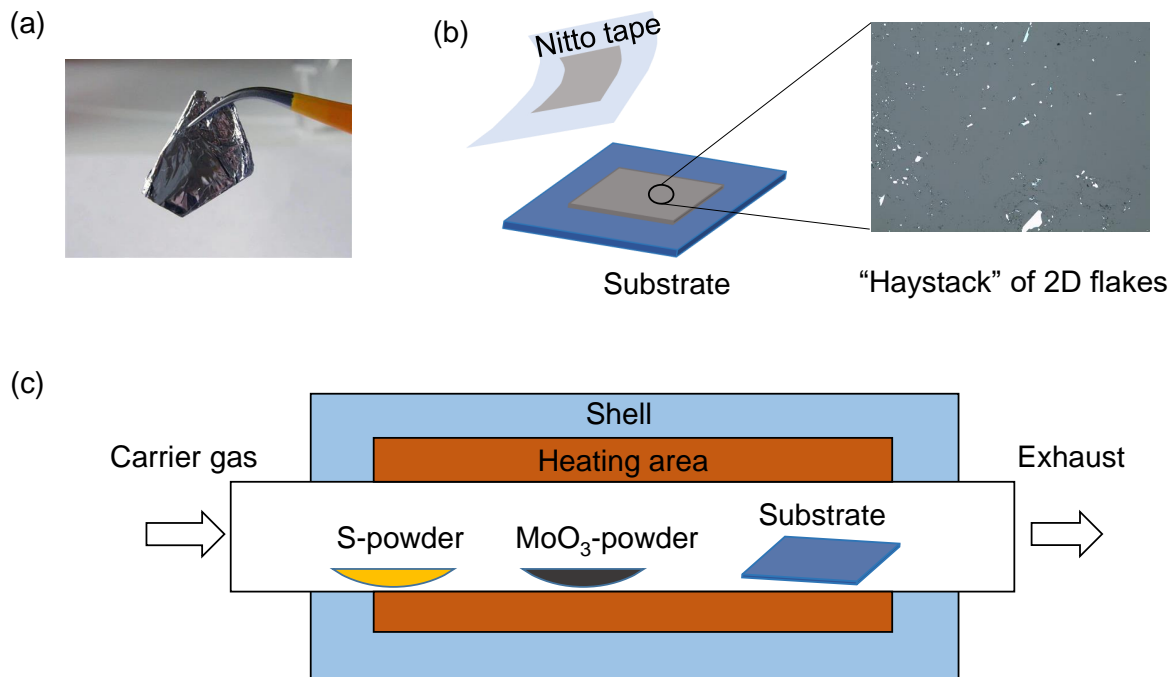 (a)
(b)
Nitto tape
Substrate
“Haystack” of 2D flakes
(c)
Shell
Carrier gas
Heating area
Exhaust
Substrate
S-powder
MoO₃-powder